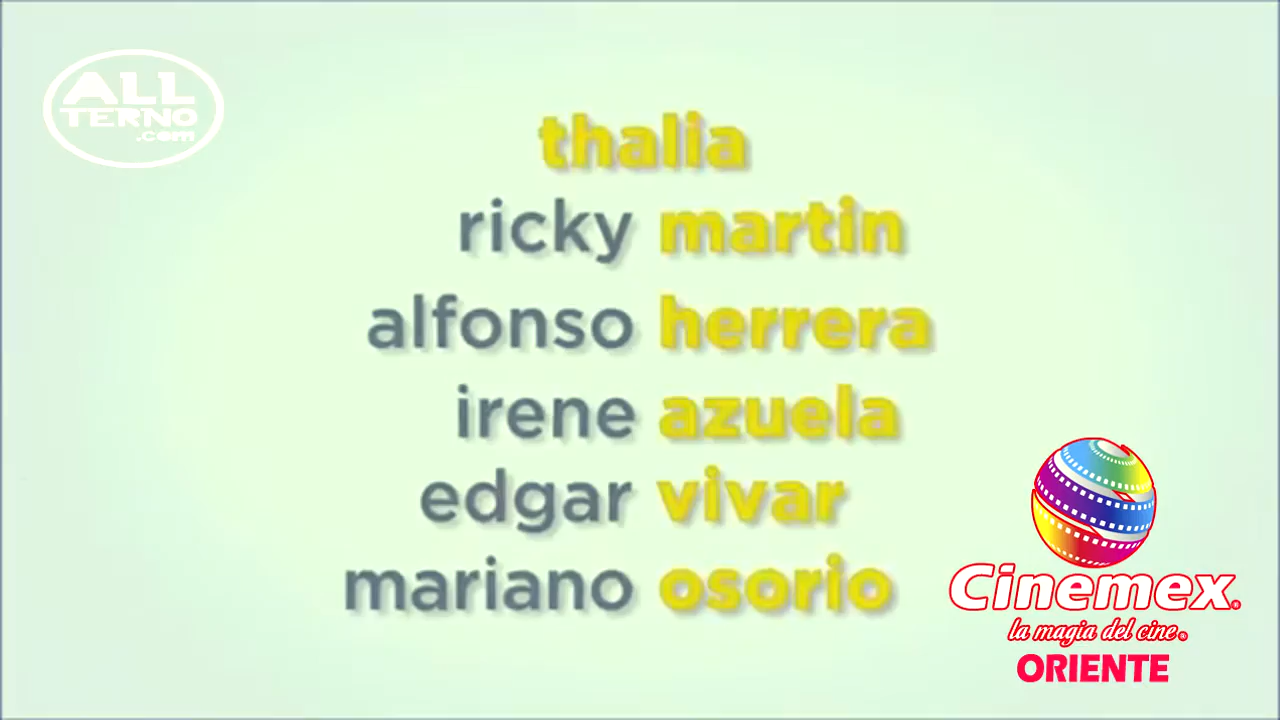 ALL
TERNO
.com
thalia
ricky martin
alfonso herrera
irene azuela
edgar vivar
mariano osorio
Cinemex®
la magia del cine®
ORIENTE